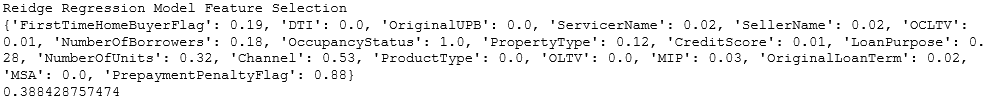 Reidge Regression Model Feature Selection
{'FirstTimeHomeBuyerFlag': 0.19, 'DTI': 0.0, 'OriginalUPB': 0.0, 'ServicerName': 0.02, 'SellerName': 0.02, 'OCLTV':
0.01, 'NumberOfBorrowers': 0.18, 'OccupancyStatus': 1.0, 'PropertyType': 0.12, 'CreditScore': 0.01, 'LoanPurpose': 0.
28, 'NumberOfUnits': 0.32, 'Channel': 0.53, 'ProductType': 0.0, 'OLTV': 0.0, 'MIP': 0.03, 'OriginalLoanTerm': 0.02,
'MSA': 0.0, 'PrepaymentPenaltyFlag': 0.88}
0.388428757474